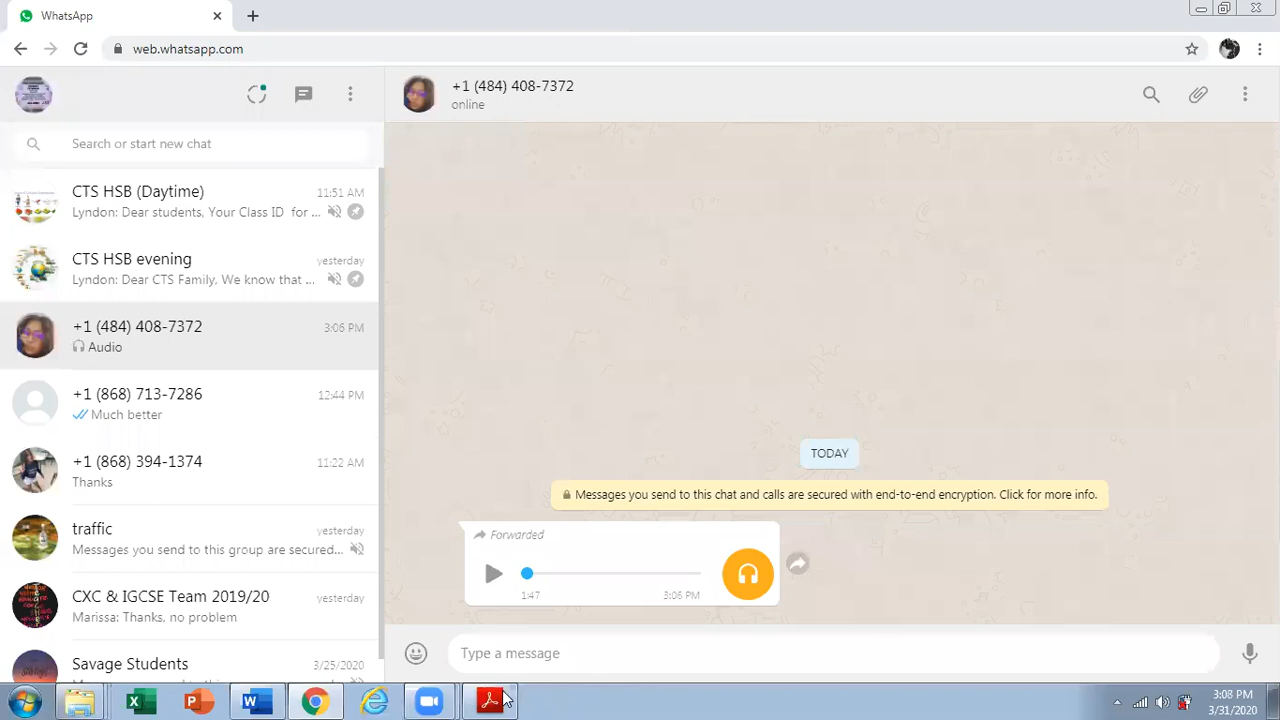 WhatsApp
web.whatsapp.com
Search or start new chat
CTS HSB (Daytime)
11:51 AM
Lyndon: Dear students, Your Class ID for ...
CTS HSB evening
yesterday
Lyndon: Dear CTS Family, We know that ...
+1 (484) 408-7372
3:06 PM
Audio
+1 (868) 713-7286
12:44 PM
Much better
+1 (868) 394-1374
11:22 AM
Thanks
traffic
yesterday
Messages you send to this group are secured...
CXC & IGCSE Team 2019/20
yesterday
Marissa: Thanks, no problem
Savage Students
3/25/2020
+1 (484) 408-7372
online
TODAY
Messages you send to this chat and calls are secured with end-to-end encryption. Click for more info.
Forwarded
1:47
3:06 PM
Type a message
3:08 PM
3/31/2020